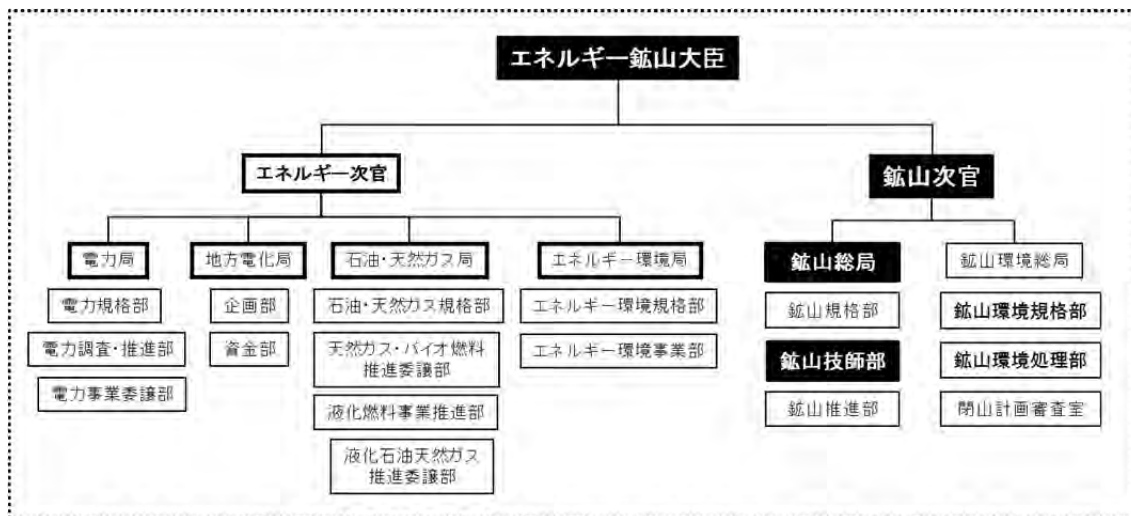 エネルギー鉱山大臣
エネルギー次官
鉱山次官
電力局
電力規格部
電力調査・推進部
電力事業委譲部
地方電化局
企画部
資金部
石油・天然ガス局
石油・天然ガス規格部
天然ガス・バイオ燃料
推進委譲部
液化燃料事業推進部
液化石油天然ガス
推進委譲部
エネルギー環境局
エネルギー環境規格部
エネルギー環境事業部
鉱山総局
鉱山規格部
鉱山技師部
鉱山推進部
鉱山環境総局
鉱山環境規格部
鉱山環境処理部
閉山計画審査室